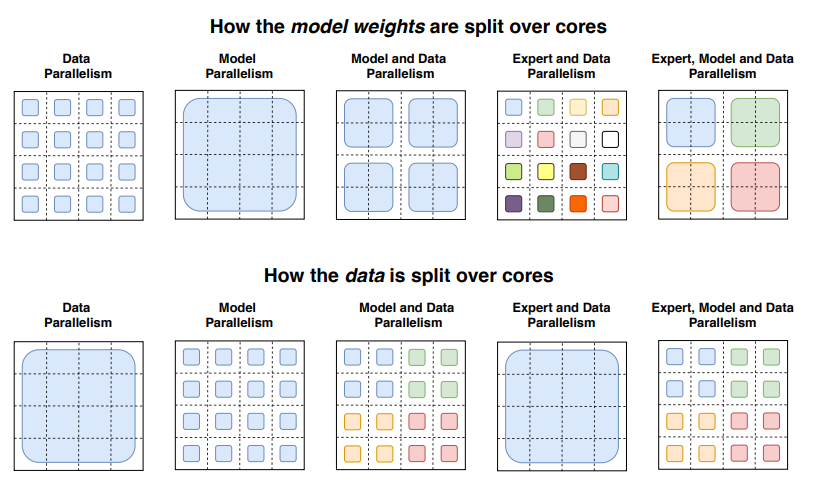 How the model weights are split over cores
Data
Parallelism
Model
Parallelism
Model and Data
Parallelism
Expert and Data
Parallelism
Expert, Model and Data
Parallelism
How the data is split over cores
Data
Parallelism
Model
Parallelism
Model and Data
Parallelism
Expert and Data
Parallelism
Expert, Model and Data
Parallelism